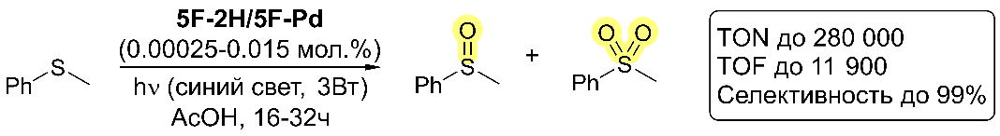 5F-2H/5F-Pd
(0.00025-0.015 мол.%)
hν (синий свет, 3Вт)
AcOH, 16-32ч
Ph S
+
O
Ph S
O O
Ph S
TON до 280 000
TOF до 11 900
Селективность до 99%